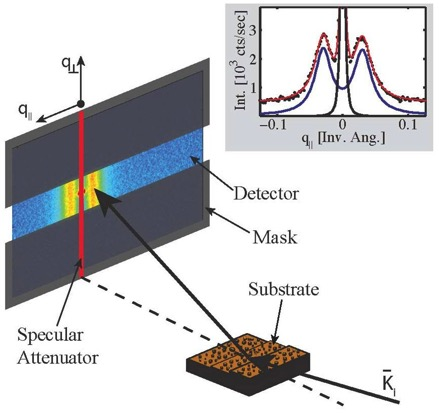 q⊥
q||
3
2
1
Int. [10³ cts/sec]
−0.1
0
0.1
q|| [Inv. Ang.]
Detector
Mask
Substrate
Specular
Attenuator
K̄i